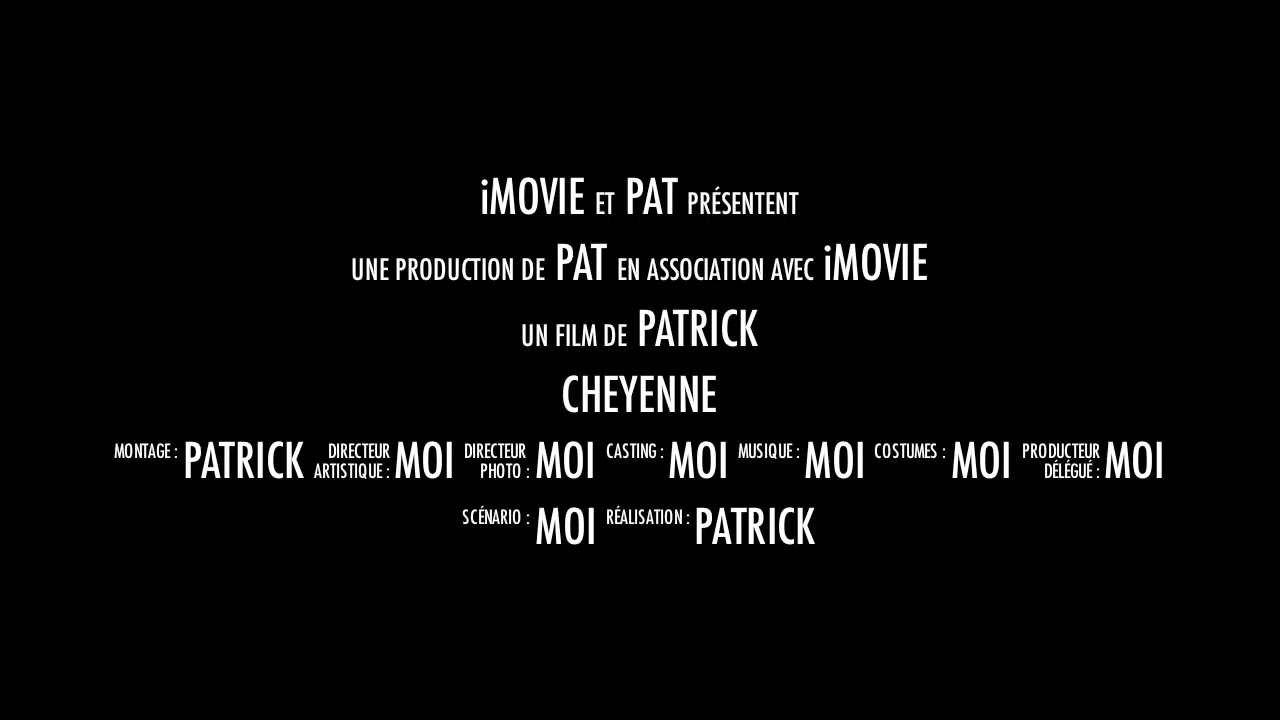 iMOVIE ET PAT PRÉSENTENT
UNE PRODUCTION DE PAT EN ASSOCIATION AVEC iMOVIE
UN FILM DE PATRICK
CHEYENNE
MONTAGE : PATRICK DIRECTEUR ARTISTIQUE : MOI DIRECTEUR PHOTO : MOI CASTING : MOI MUSIQUE : MOI COSTUMES : MOI PRODUCTEUR DÉLÉGUÉ : MOI
SCÉNARIO : MOI RÉALISATION : PATRICK